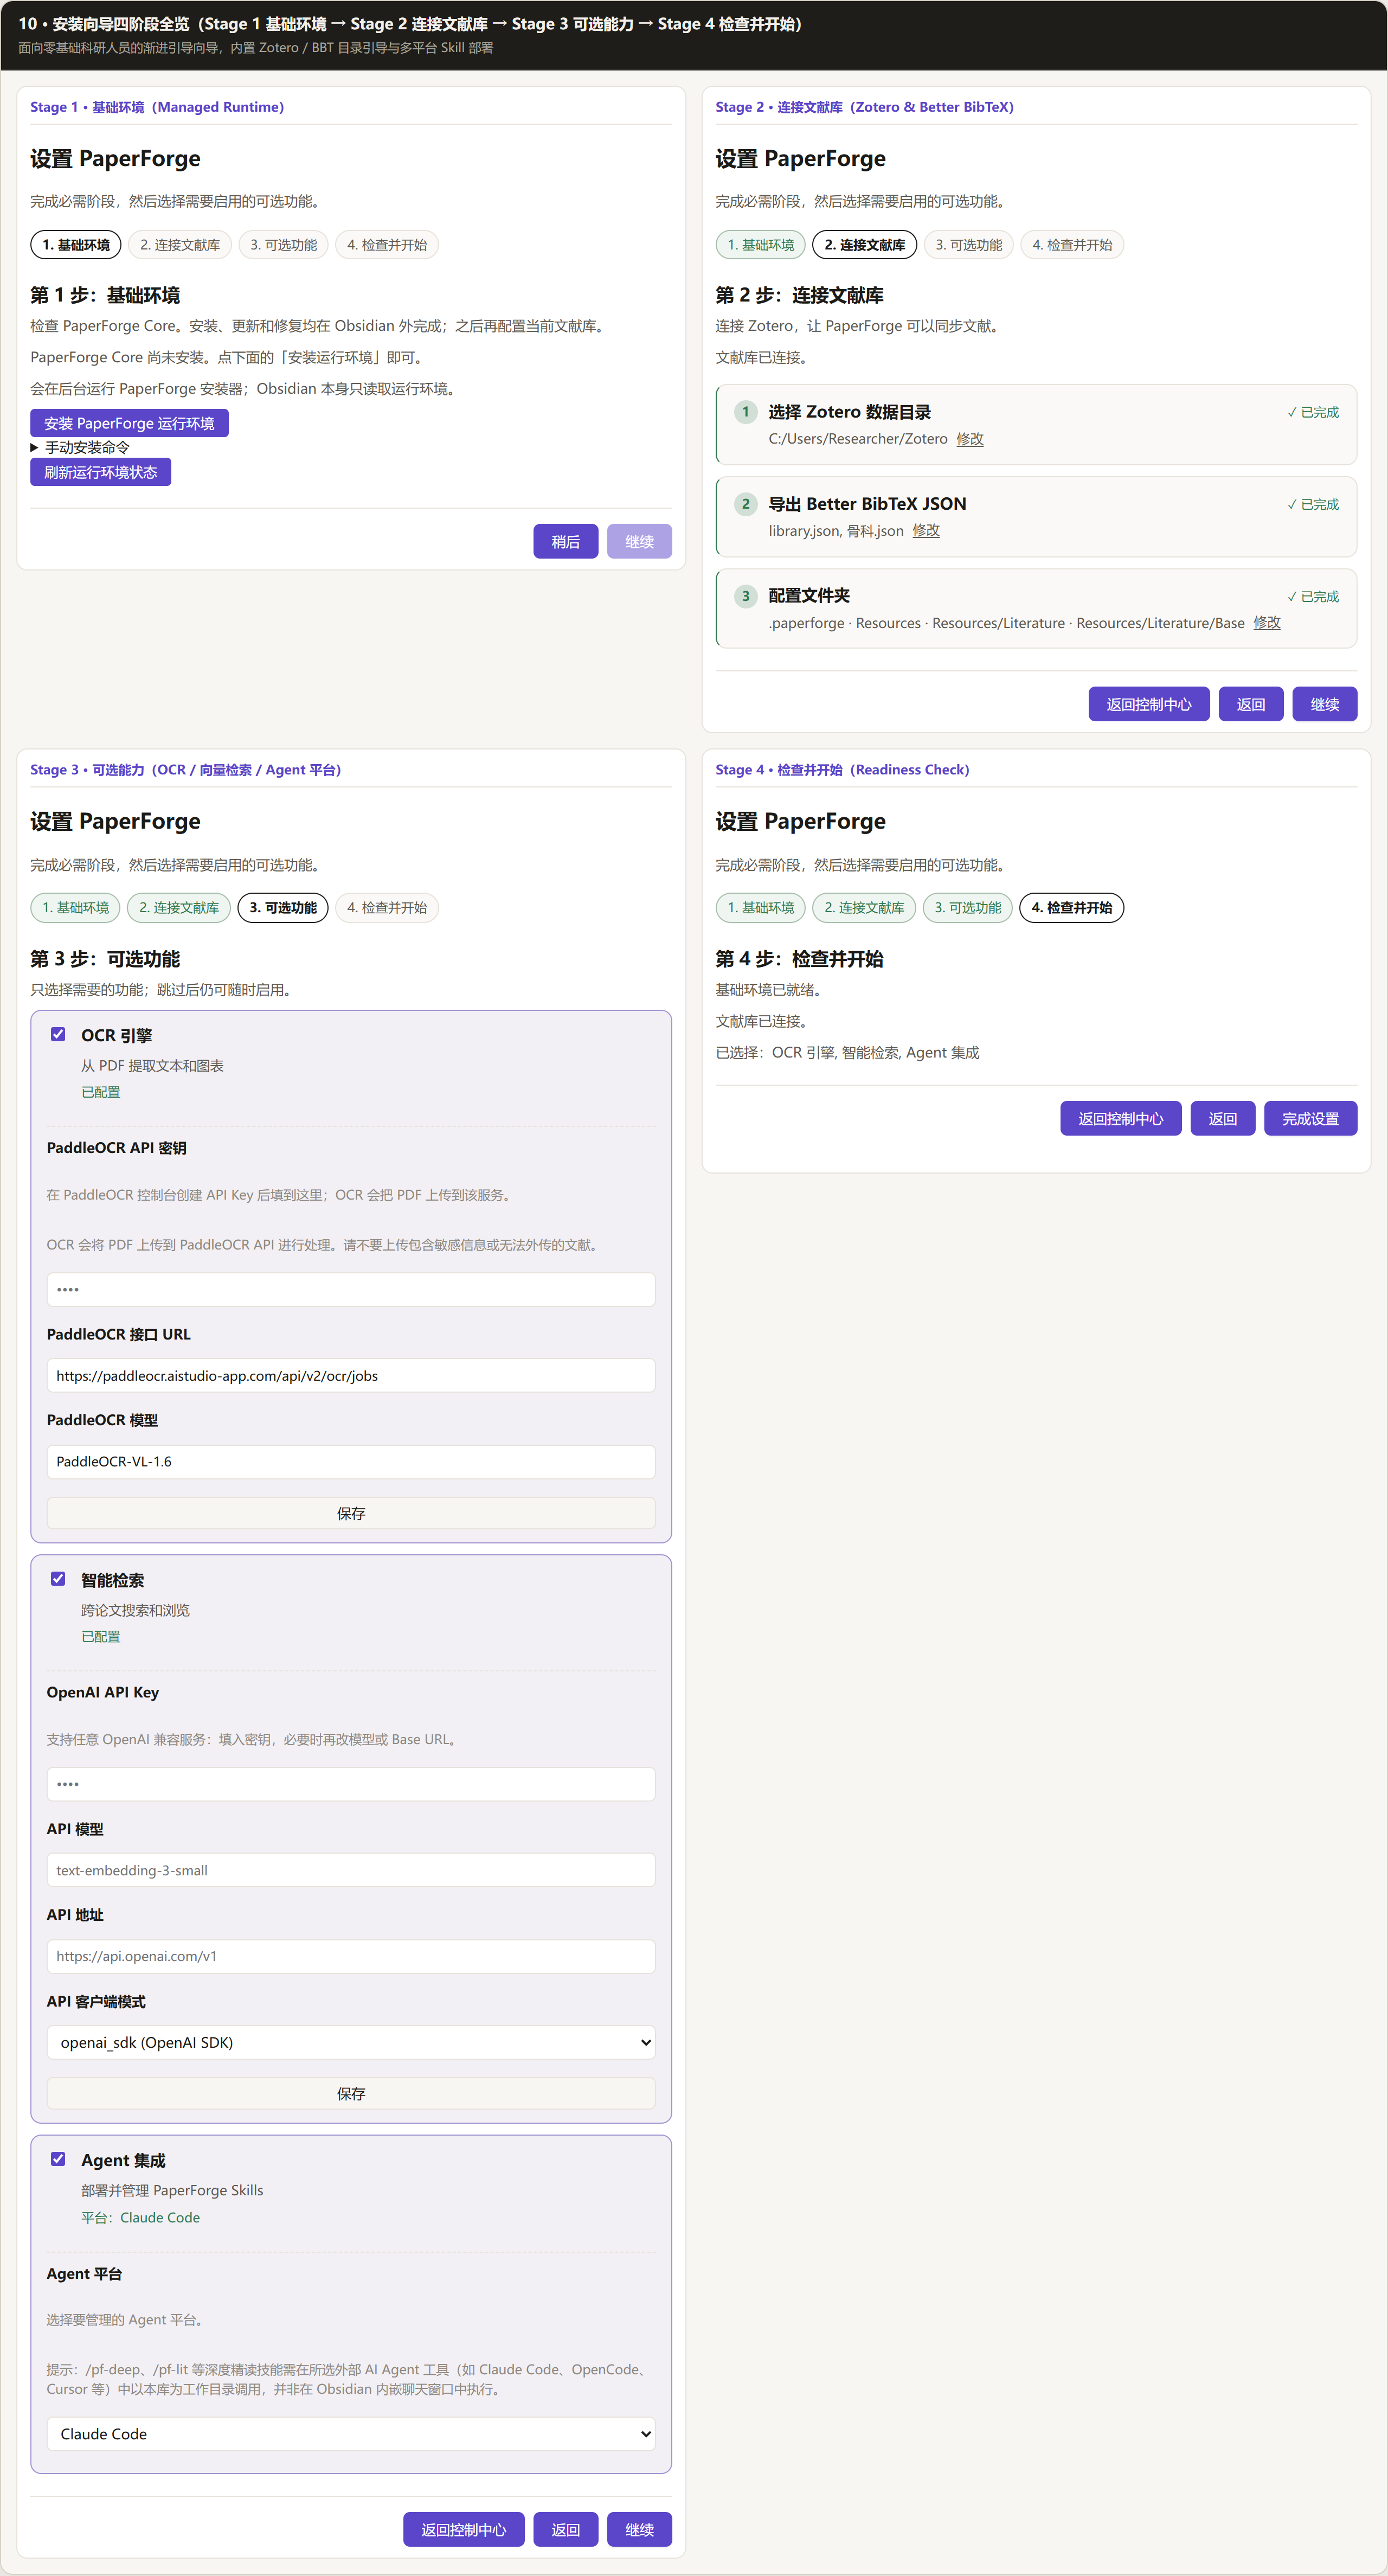 10 • 安装向导四阶段全览（Stage 1 基础环境 → Stage 2 连接文献库 → Stage 3 可选能力 → Stage 4 检查并开始）
面向零基础科研人员的渐进引导向导，内置 Zotero / BBT 目录引导与多平台 Skill 部署
Stage 1 • 基础环境（Managed Runtime）
设置 PaperForge
完成必需阶段，然后选择需要启用的可选功能。
1. 基础环境
2. 连接文献库
3. 可选功能
4. 检查并开始
第 1 步：基础环境
检查 PaperForge Core。安装、更新和修复均在 Obsidian 外完成；之后再配置当前文献库。
PaperForge Core 尚未安装。点下面的「安装运行环境」即可。
会在后台运行 PaperForge 安装器；Obsidian 本身只读取运行环境。
安装 PaperForge 运行环境
▶ 手动安装命令
刷新运行环境状态
稍后
继续
Stage 2 • 连接文献库（Zotero & Better BibTeX）
设置 PaperForge
完成必需阶段，然后选择需要启用的可选功能。
1. 基础环境
2. 连接文献库
3. 可选功能
4. 检查并开始
第 2 步：连接文献库
连接 Zotero，让 PaperForge 可以同步文献。
文献库已连接。
1 选择 Zotero 数据目录 ✓ 已完成
C:/Users/Researcher/Zotero 修改
2 导出 Better BibTeX JSON ✓ 已完成
library.json, 骨科.json 修改
3 配置文件夹 ✓ 已完成
.paperforge · Resources · Resources/Literature · Resources/Literature/Base 修改
返回控制中心
返回
继续
Stage 3 • 可选能力（OCR / 向量检索 / Agent 平台）
设置 PaperForge
完成必需阶段，然后选择需要启用的可选功能。
1. 基础环境
2. 连接文献库
3. 可选功能
4. 检查并开始
第 3 步：可选功能
只选择需要的功能；跳过后仍可随时启用。
OCR 引擎
从 PDF 提取文本和图表
已配置
PaddleOCR API 密钥
在 PaddleOCR 控制台创建 API Key 后填到这里；OCR 会把 PDF 上传到该服务。
OCR 会将 PDF 上传到 PaddleOCR API 进行处理。请不要上传包含敏感信息或无法外传的文献。
••••
PaddleOCR 接口 URL
https://paddleocr.aistudio-app.com/api/v2/ocr/jobs
PaddleOCR 模型
PaddleOCR-VL-1.6
保存
智能检索
跨论文搜索和浏览
已配置
OpenAI API Key
支持任意 OpenAI 兼容服务：填入密钥，必要时再改模型或 Base URL。
••••
API 模型
text-embedding-3-small
API 地址
https://api.openai.com/v1
API 客户端模式
openai_sdk (OpenAI SDK)
保存
Agent 集成
部署并管理 PaperForge Skills
平台：Claude Code
Agent 平台
选择要管理的 Agent 平台。
提示：/pf-deep、/pf-lit 等深度精读技能需在所选外部 AI Agent 工具（如 Claude Code、OpenCode、
Cursor 等）中以本库为工作目录调用，并非在 Obsidian 内嵌聊天窗口中执行。
Claude Code
返回控制中心
返回
继续
Stage 4 • 检查并开始（Readiness Check）
设置 PaperForge
完成必需阶段，然后选择需要启用的可选功能。
1. 基础环境
2. 连接文献库
3. 可选功能
4. 检查并开始
第 4 步：检查并开始
基础环境已就绪。
文献库已连接。
已选择：OCR 引擎, 智能检索, Agent 集成
返回控制中心
返回
完成设置